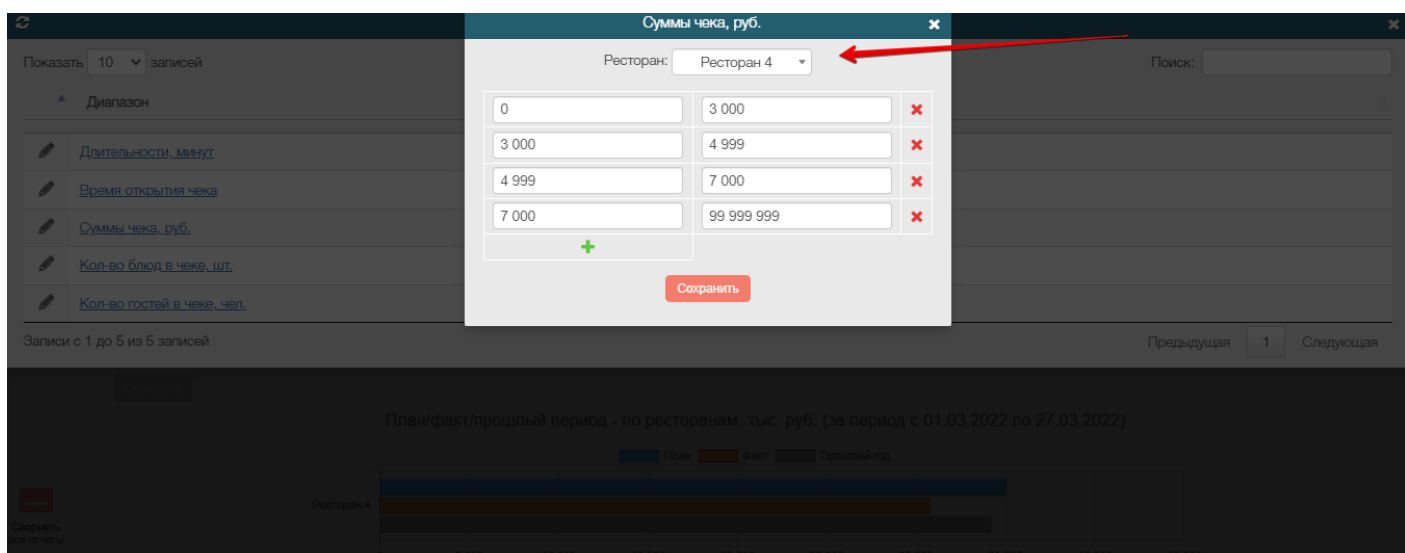 Суммы чека, руб.
Показать 10 записей
Ресторан: Ресторан 4
Поиск:
Диапазон
0 3 000
3 000 4 999
4 999 7 000
7 000 99 999 999
Длительности, минут
Время открытия чека
Суммы чека, руб.
Кол-во блюд в чеке, шт.
Кол-во гостей в чеке, чел.
Сохранить
Записи с 1 до 5 из 5 записей
Предыдущая 1 Следующая
План/факт/прошлый период - по ресторанам, тыс. руб. (за период с 01.03.2022 по 27.03.2022)
План Факт Прошлый год
Ресторан 4
Свернуть